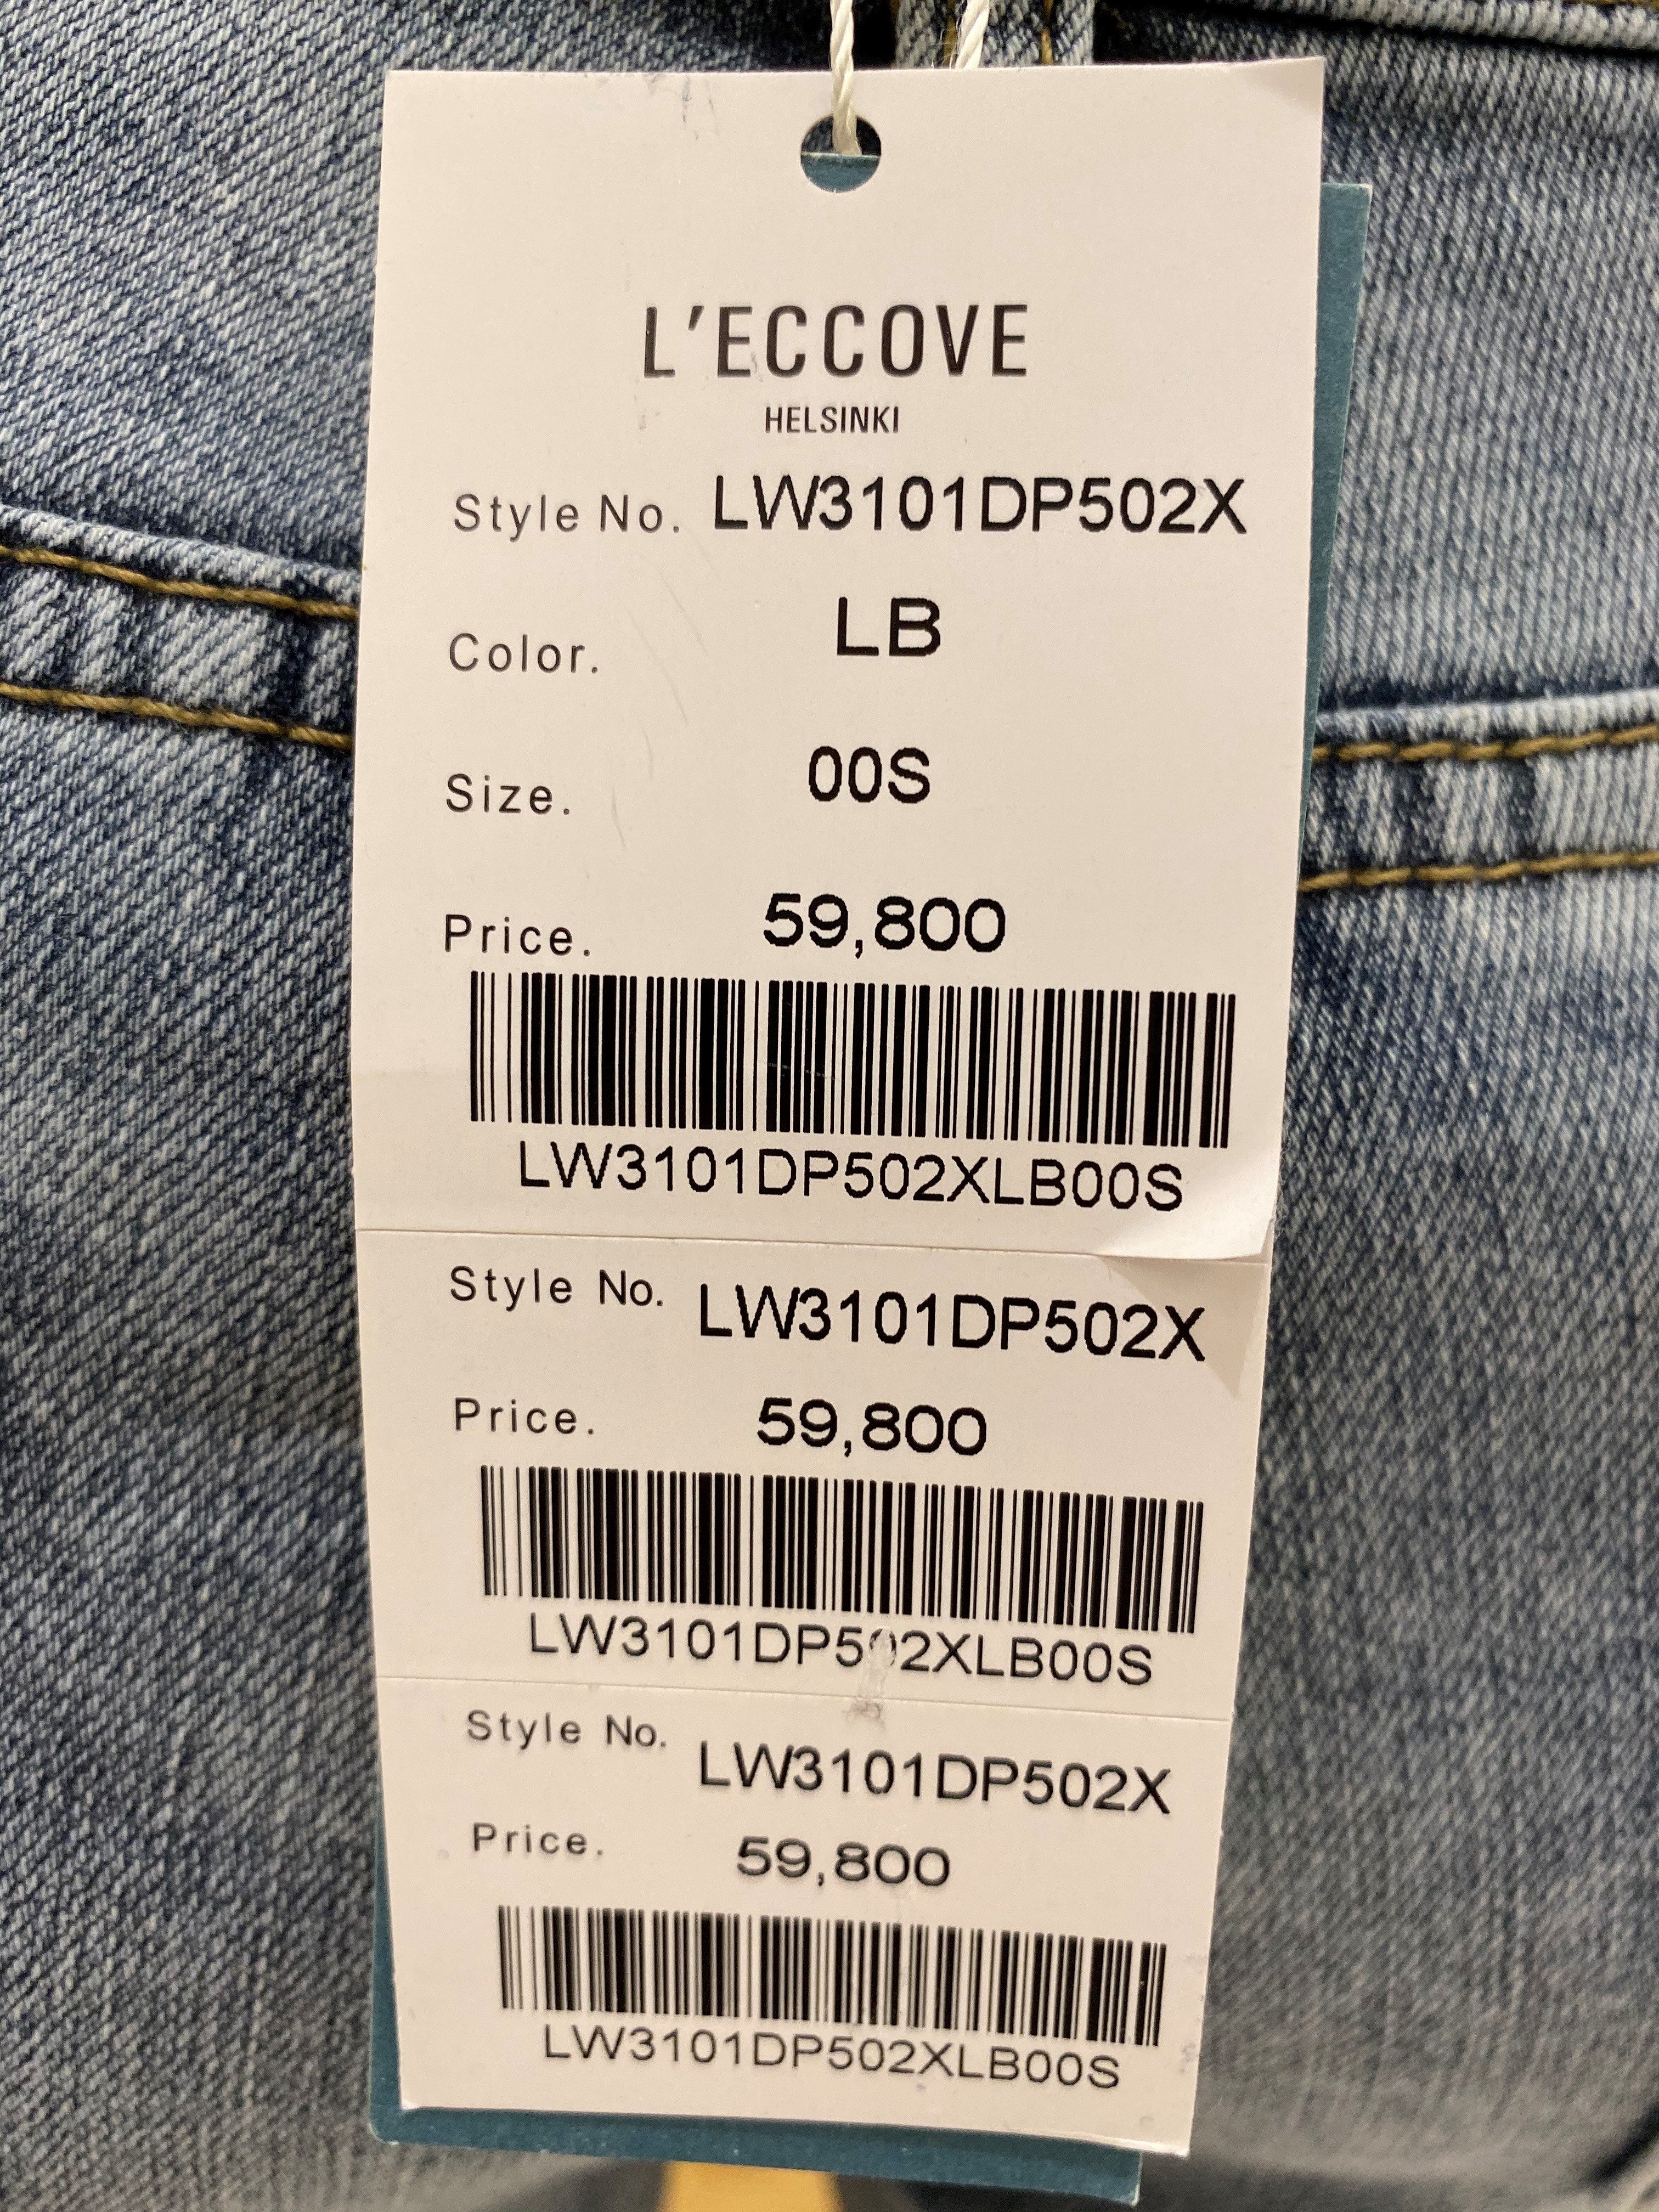 L'ECCOVE
HELSINKI
Style No. LW3101DP502X
Color. LB
Size. 00S
Price. 59,800
LW3101DP502XLB00S
Style No. LW3101DP502X
Price. 59,800
LW3101DP502XLB00S
Style No. LW3101DP502X
Price. 59,800
LW3101DP502XLB00S